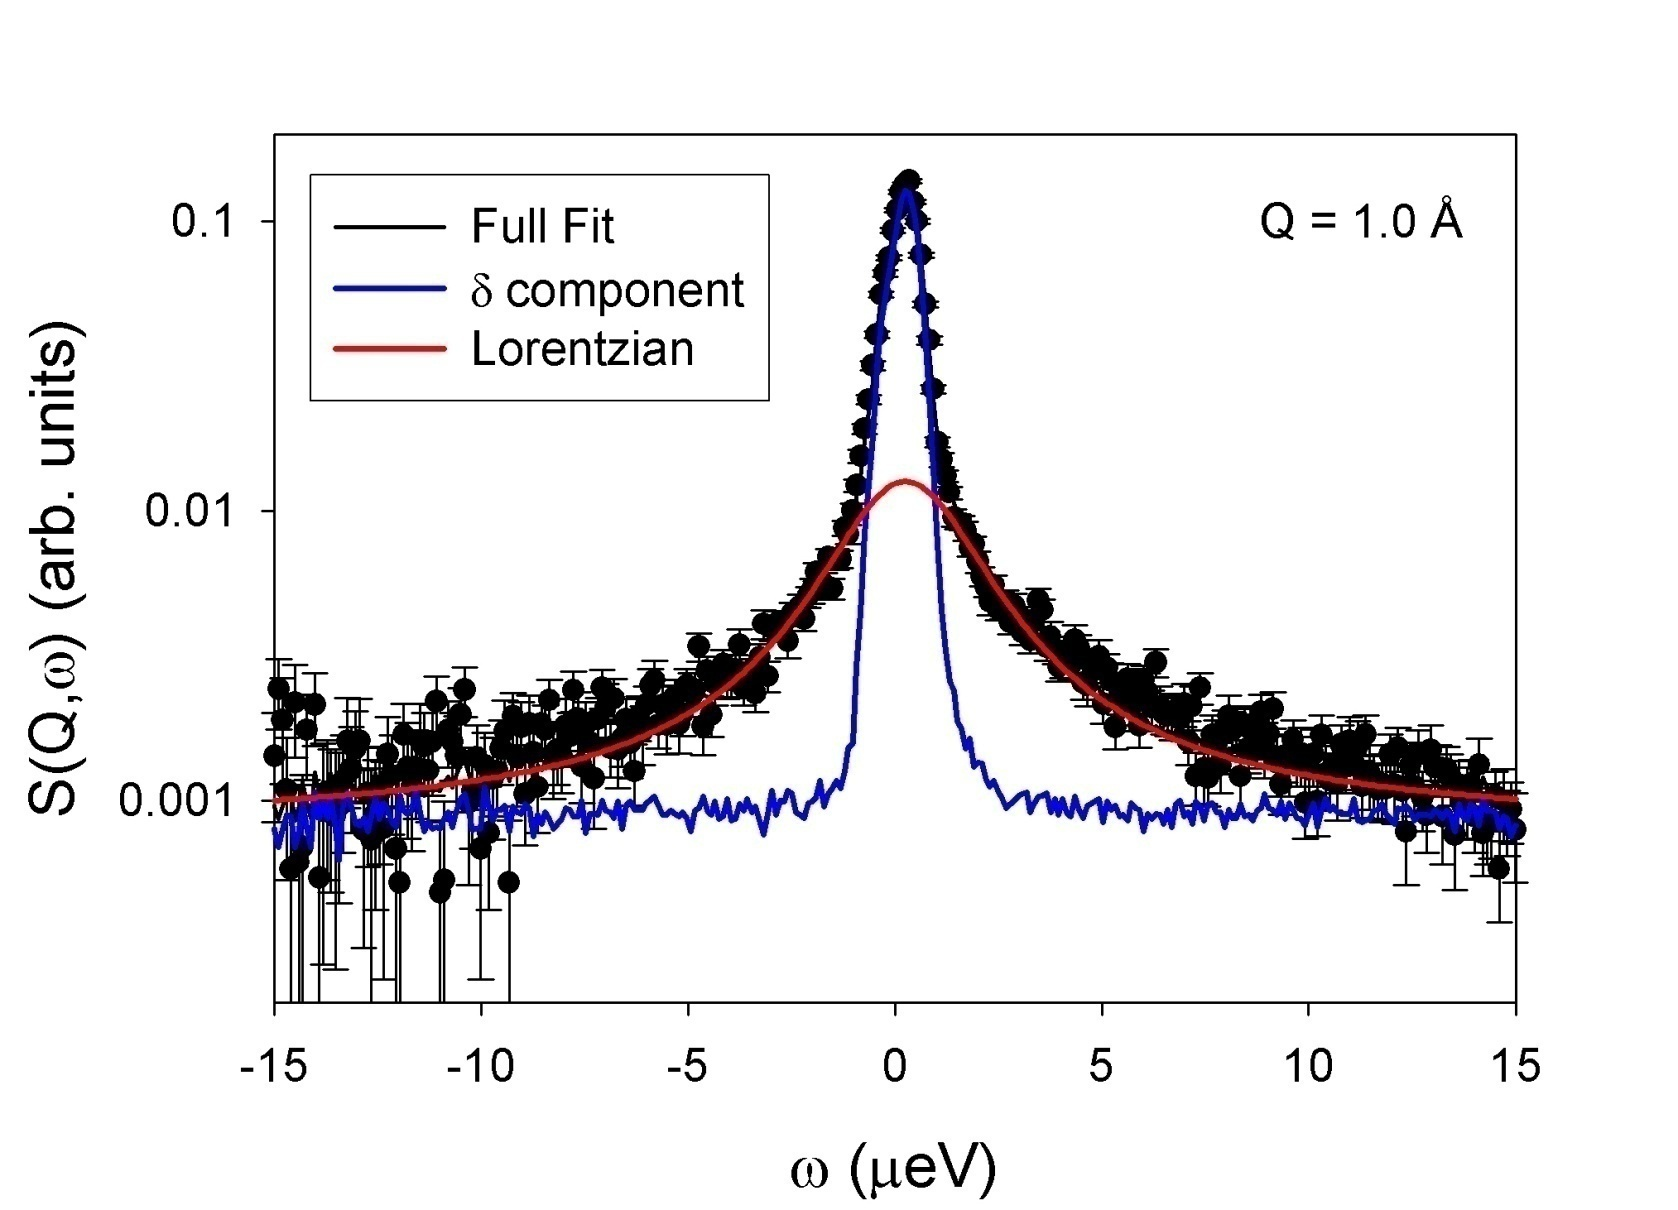 Full Fit
δ component
Lorentzian
Q = 1.0 Å
S(Q,ω) (arb. units)
0.1
0.01
0.001
-15 -10 -5 0 5 10 15
ω (μeV)